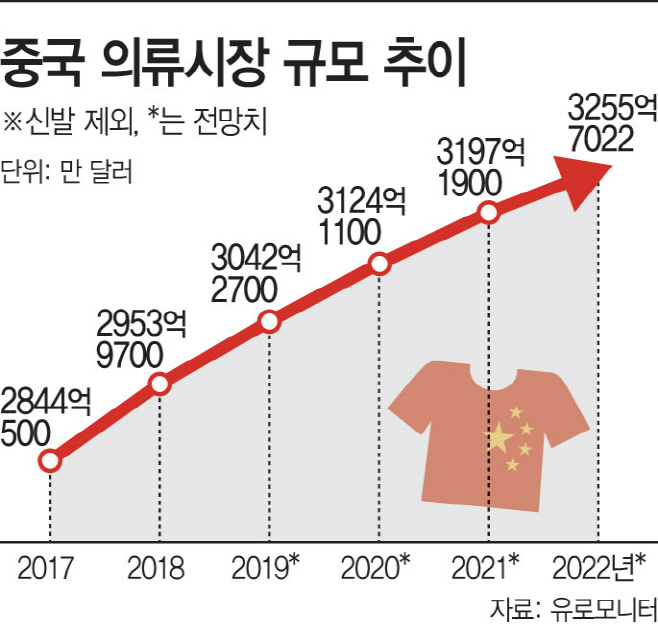 중국 의류시장 규모 추이
※신발 제외, *는 전망치
단위: 만 달러
2844억
500
2953억
9700
3042억
2700
3124억
1100
3197억
1900
3255억
7022
2017 2018 2019* 2020* 2021* 2022년*
자료: 유로모니터